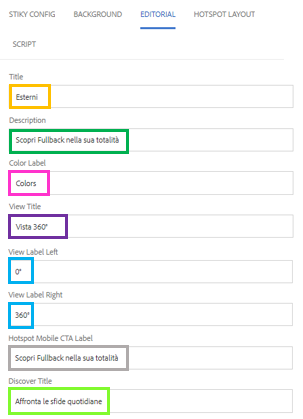 STIKY CONFIG BACKGROUND EDITORIAL HOTSPOT LAYOUT
SCRIPT
Title
Esterni
Description
Scopri Fullback nella sua totalità
Color Label
Colors
View Title
Vista 360°
View Label Left
0°
View Label Right
360°
Hotspot Mobile CTA Label
Scopri Fullback nella sua totalità
Discover Title
Affronta le sfide quotidiane